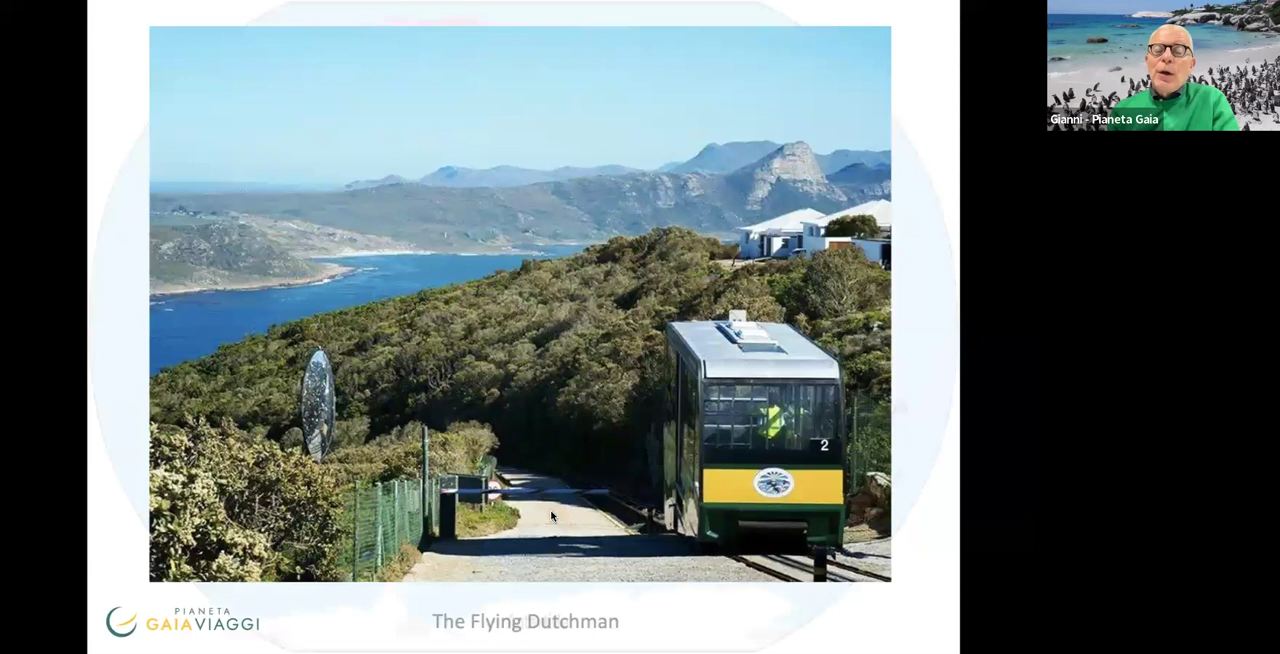 Gianni - Pianeta Gaia
2
PIANETA
GAIAVIAGGI
The Flying Dutchman